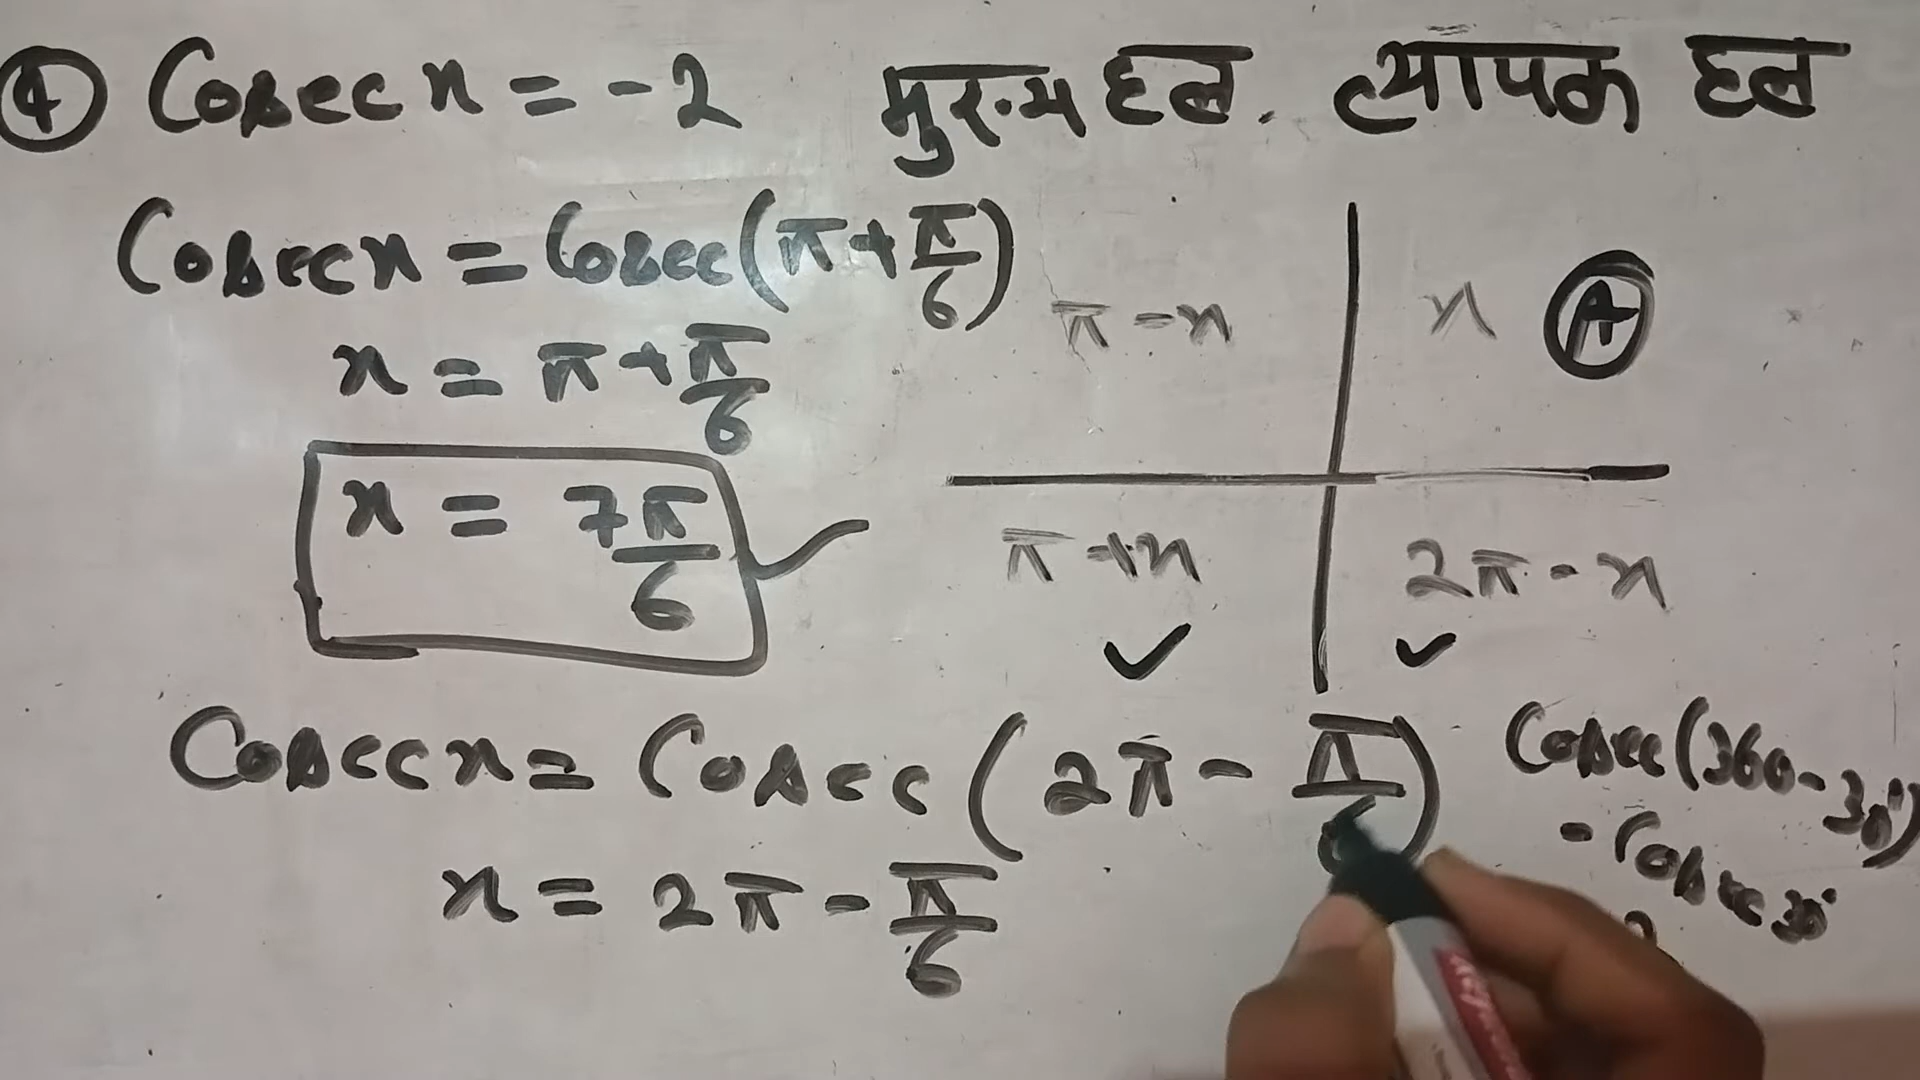 ④ Cosec x = -2 मुख्य हल. व्यापक हल
Cosec x = Cosec(π + π/6)
x = π + π/6
x = 7π/6
π - x
x A
π + x
2π - x
Cosec x = Cosec (2π - π/6)
x = 2π - π/6
Cosec(360 - 30°)
- Cosec 30°